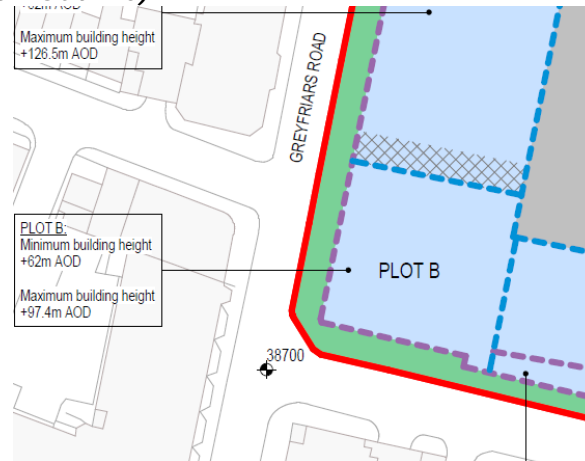 Maximum building height
+126.5m AOD
GREYFRIARS ROAD
PLOT B:
Minimum building height
+62m AOD
Maximum building height
+97.4m AOD
PLOT B
38700